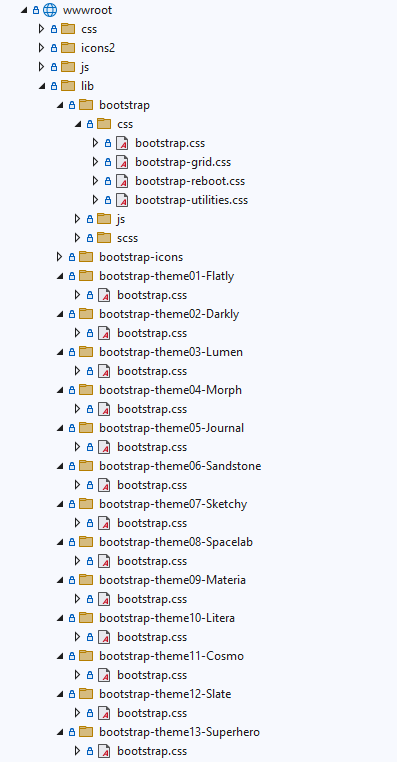 wwwroot
css
icons2
js
lib
bootstrap
css
bootstrap.css
bootstrap-grid.css
bootstrap-reboot.css
bootstrap-utilities.css
js
scss
bootstrap-icons
bootstrap-theme01-Flatly
bootstrap.css
bootstrap-theme02-Darkly
bootstrap.css
bootstrap-theme03-Lumen
bootstrap.css
bootstrap-theme04-Morph
bootstrap.css
bootstrap-theme05-Journal
bootstrap.css
bootstrap-theme06-Sandstone
bootstrap.css
bootstrap-theme07-Sketchy
bootstrap.css
bootstrap-theme08-Spacelab
bootstrap.css
bootstrap-theme09-Materia
bootstrap.css
bootstrap-theme10-Litera
bootstrap.css
bootstrap-theme11-Cosmo
bootstrap.css
bootstrap-theme12-Slate
bootstrap.css
bootstrap-theme13-Superhero
bootstrap.css